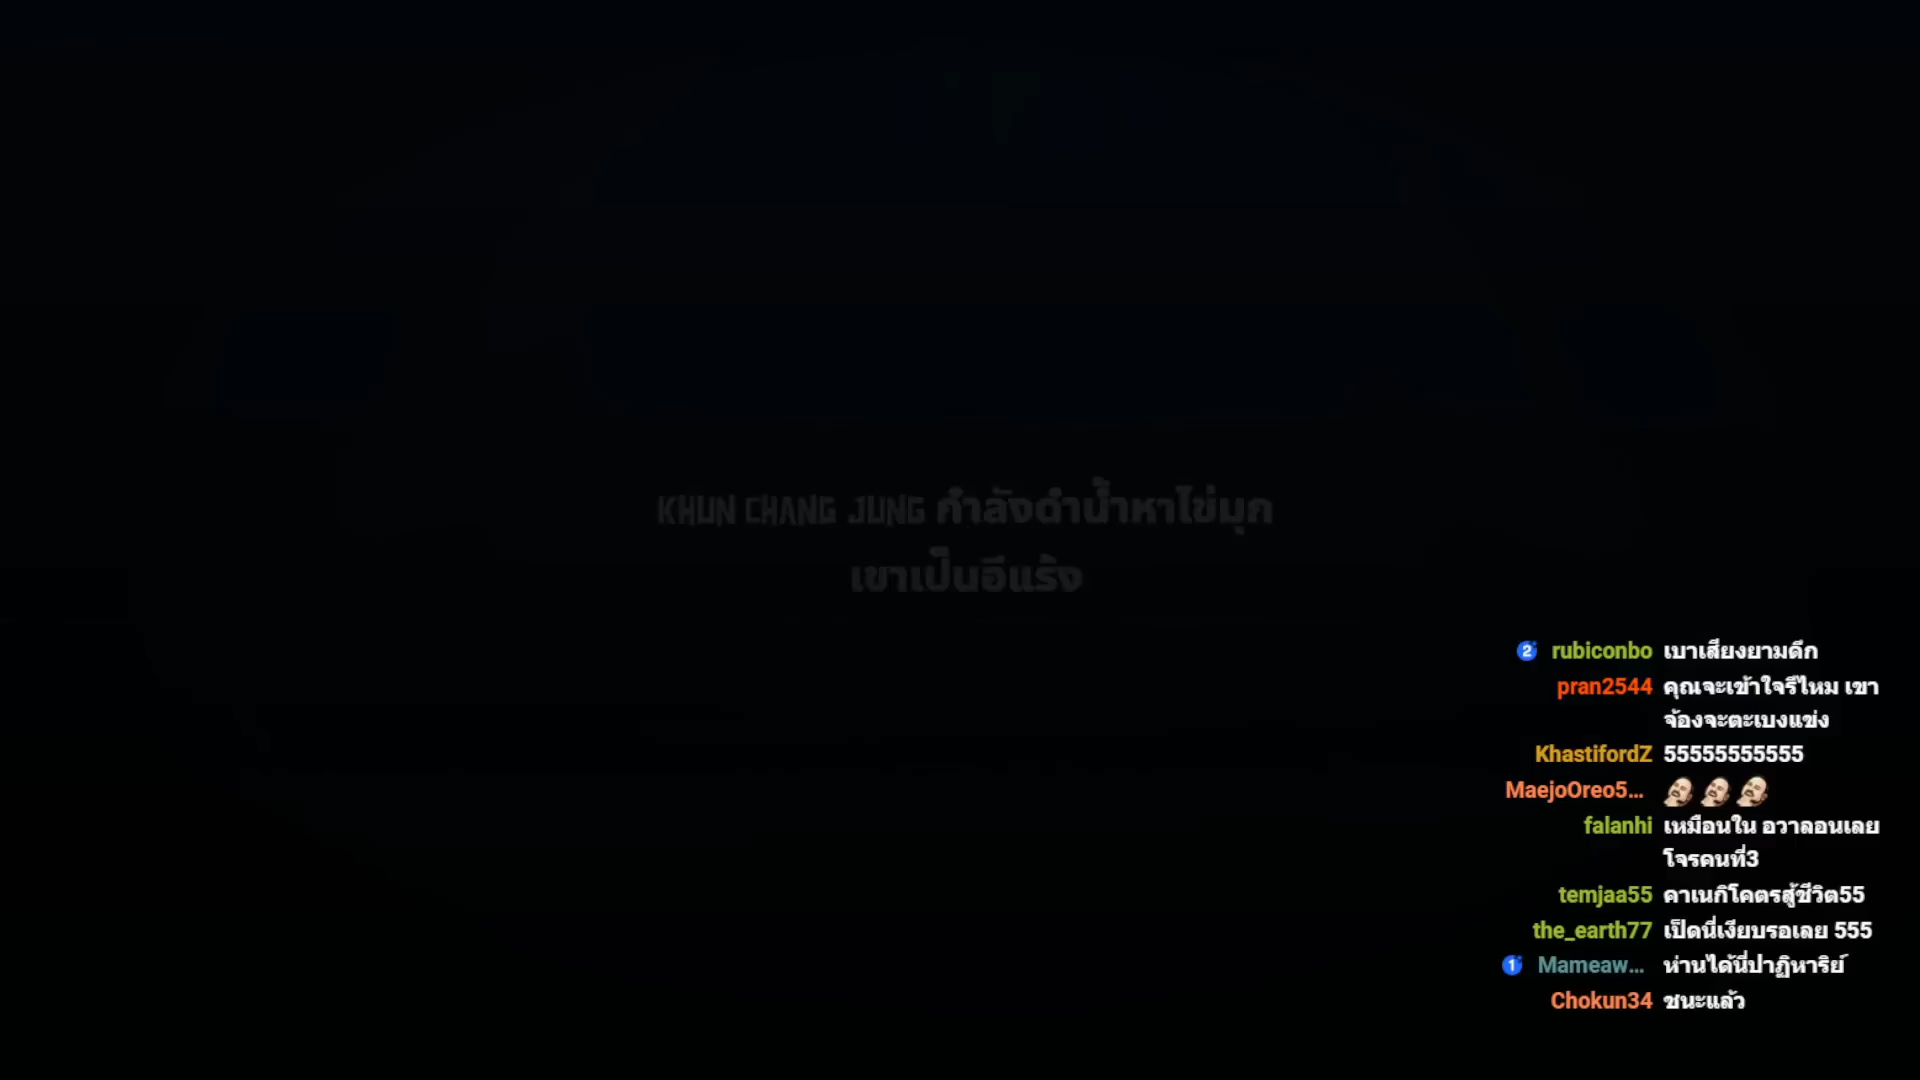 KHUN CHANG JUNG กำลังดำน้ำหาไข่มุก
เขาเป็นอีแร้ง
2 rubiconbo เบาเสียงยามดึก
pran2544 คุณจะเข้าใจรึไหม เขา
จ้องจะตะเบงแข่ง
KhastifordZ 55555555555
MaejoOreo5...
falanhi เหมือนใน อวาลอนเลย
โจรคนที่3
temjaa55 คาเนกิโคตรสู้ชีวิต55
the_earth77 เป็ดนี่เงียบรอเลย 555
1 Mameaw... ห่านได้นี่ปาฏิหาริย์
Chokun34 ชนะแล้ว